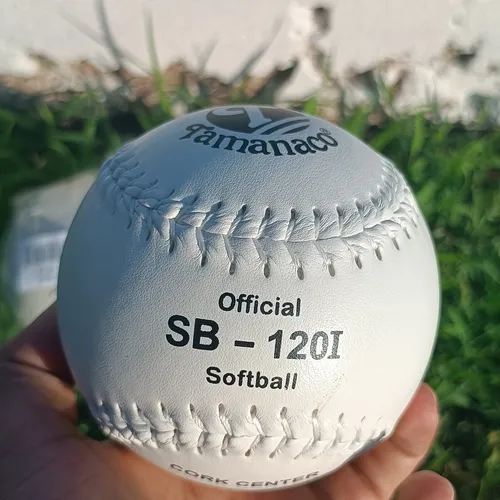 Tamanaco®
Official
SB - 120I
Softball
CORK CENTER